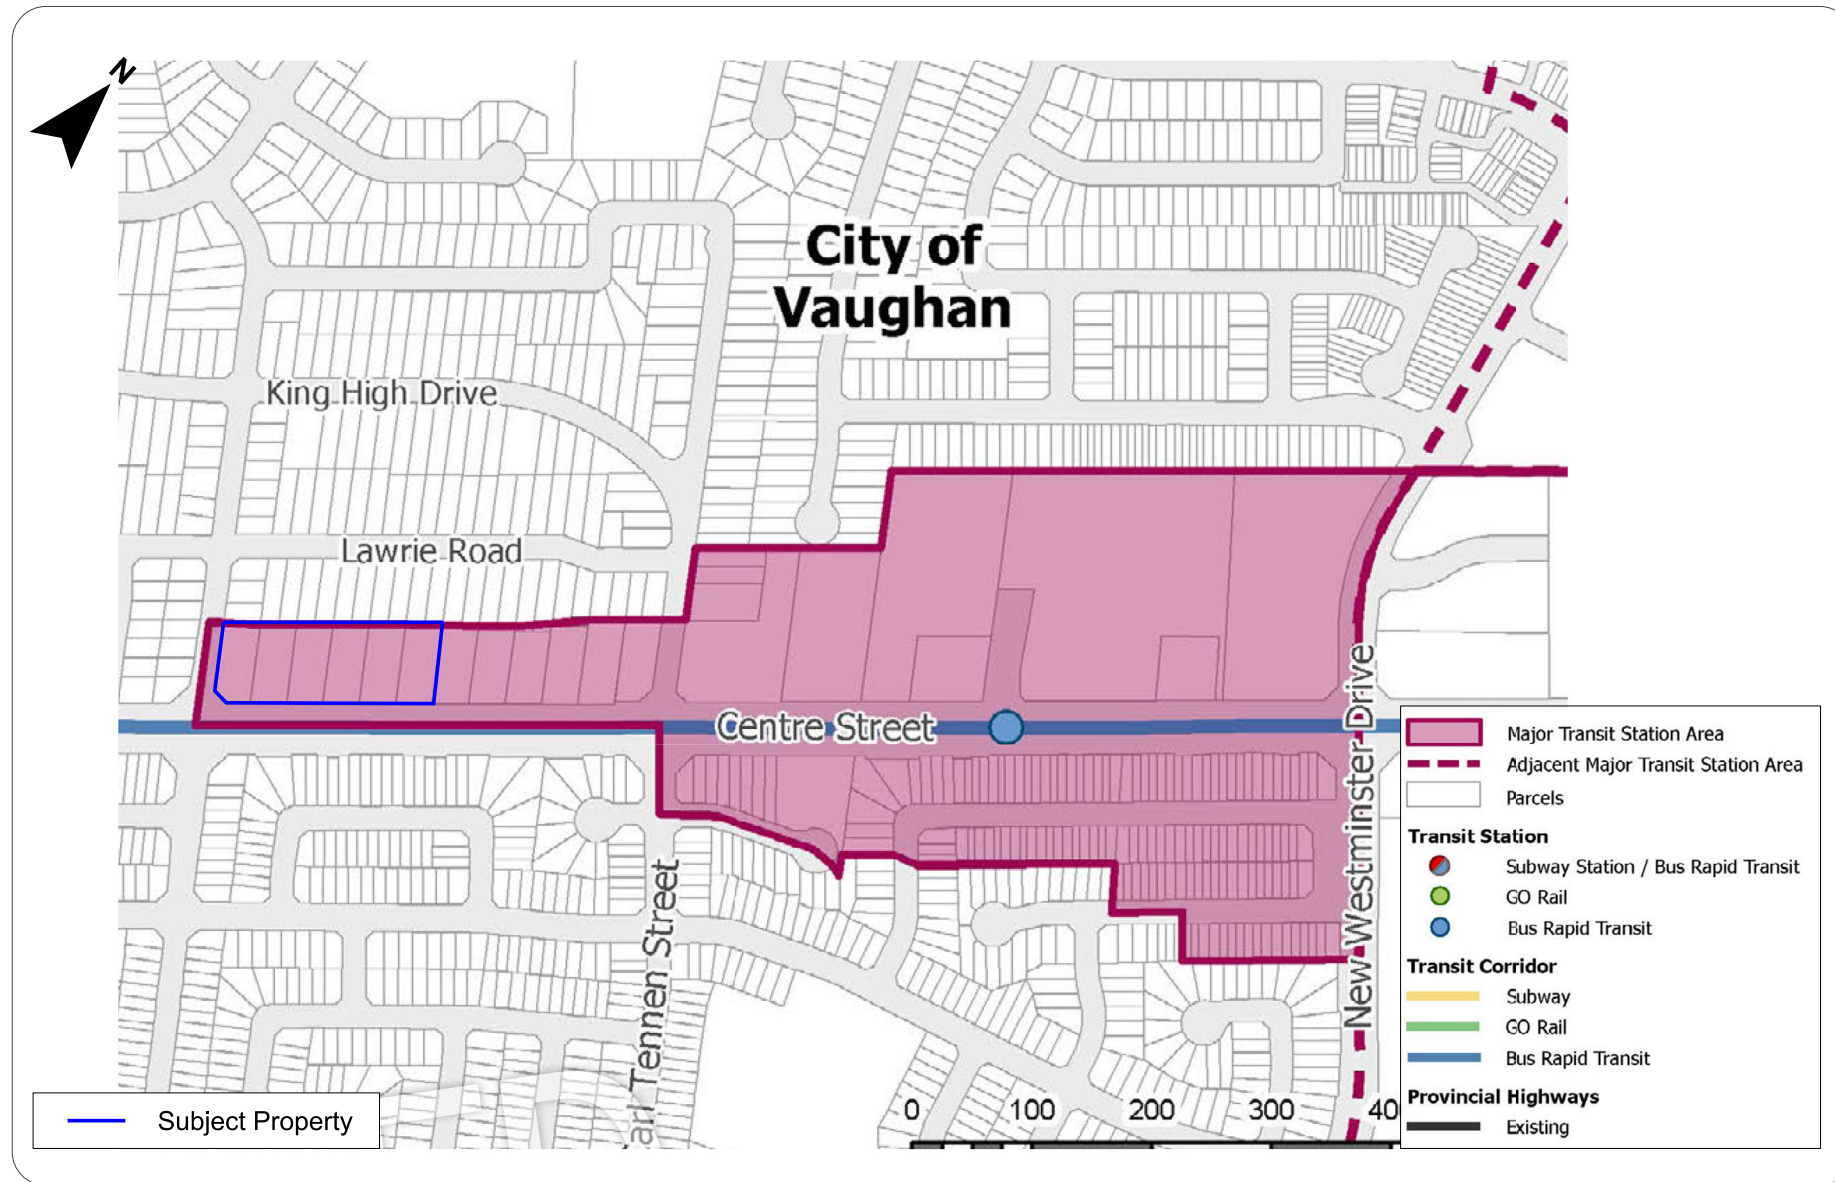 N
City of
Vaughan
King High Drive
Lawrie Road
Centre Street
New Westminster Drive
Tennen Street
Major Transit Station Area
Adjacent Major Transit Station Area
Parcels
Transit Station
Subway Station / Bus Rapid Transit
GO Rail
Bus Rapid Transit
Transit Corridor
Subway
GO Rail
Bus Rapid Transit
Provincial Highways
Existing
Subject Property
0 100 200 300 40